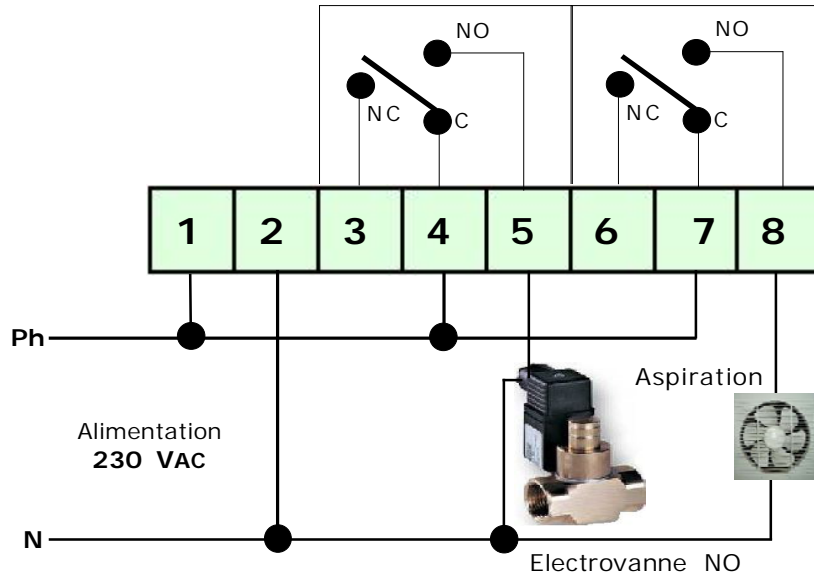 NO
NO
NC
C
NC
C
1 2 3 4 5 6 7 8
Ph
Aspiration
Alimentation
230 VAC
N
Electrovanne NO